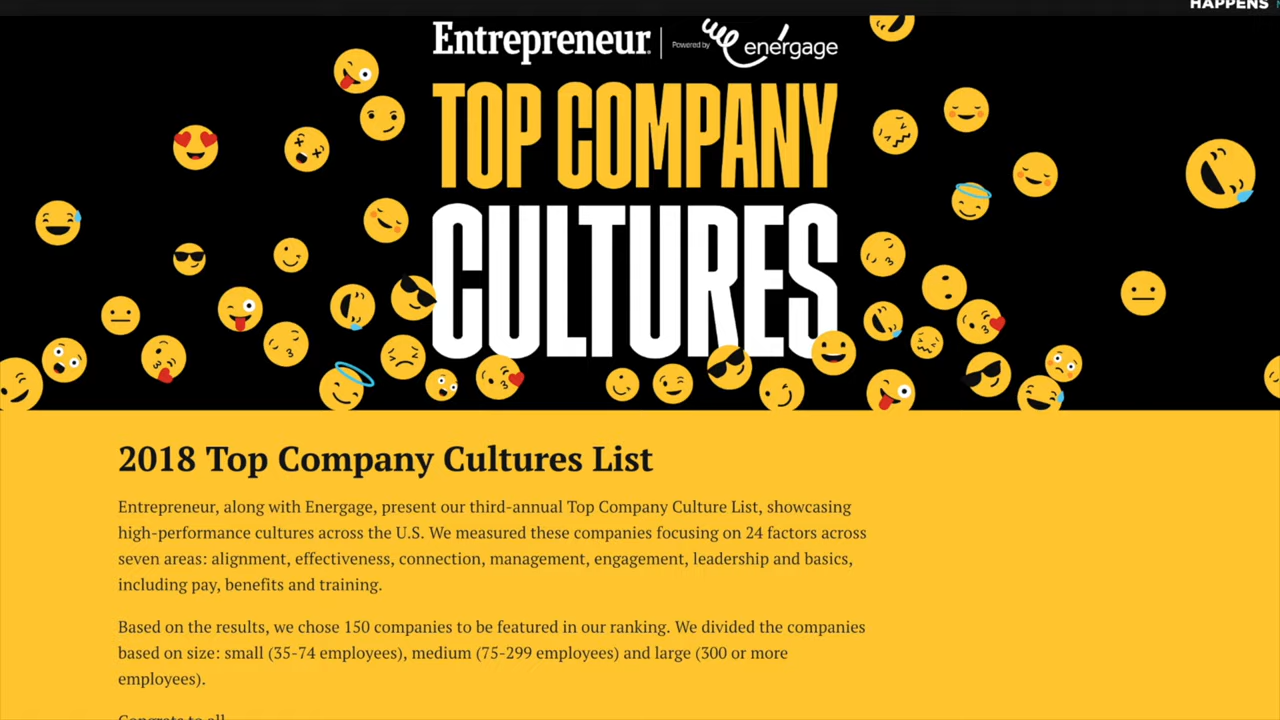 HAPPENS
Entrepreneur® | Powered by energage
TOP COMPANY
CULTURES
2018 Top Company Cultures List
Entrepreneur, along with Energage, present our third-annual Top Company Culture List, showcasing
high-performance cultures across the U.S. We measured these companies focusing on 24 factors across
seven areas: alignment, effectiveness, connection, management, engagement, leadership and basics,
including pay, benefits and training.
Based on the results, we chose 150 companies to be featured in our ranking. We divided the companies
based on size: small (35-74 employees), medium (75-299 employees) and large (300 or more
employees).
Congrats to all